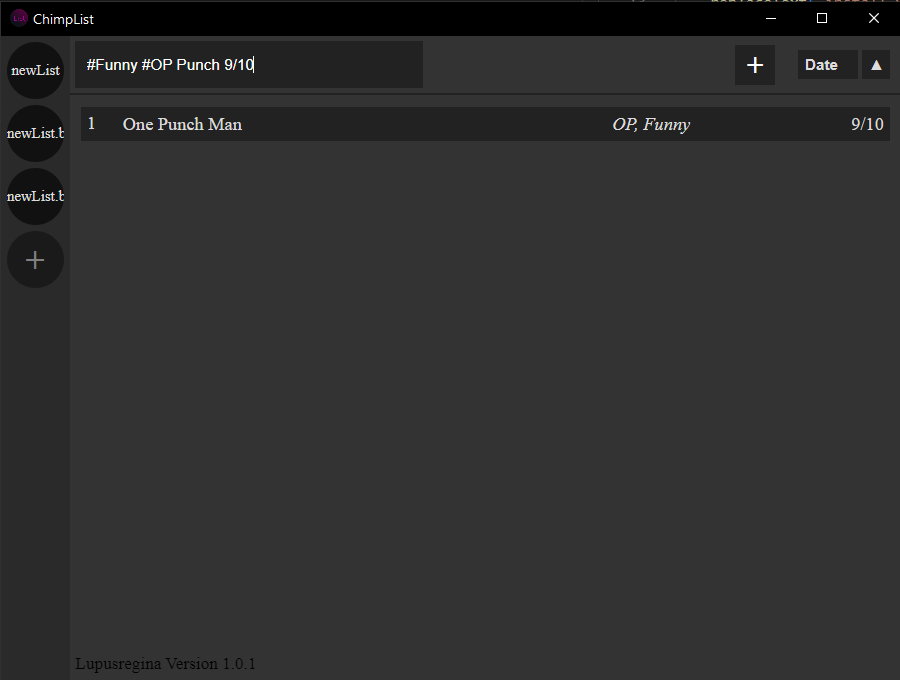 ChimpList
newList
#Funny #OP Punch 9/10
+
Date
▲
newList.b
1 One Punch Man OP, Funny 9/10
newList.b
+
Lupusregina Version 1.0.1